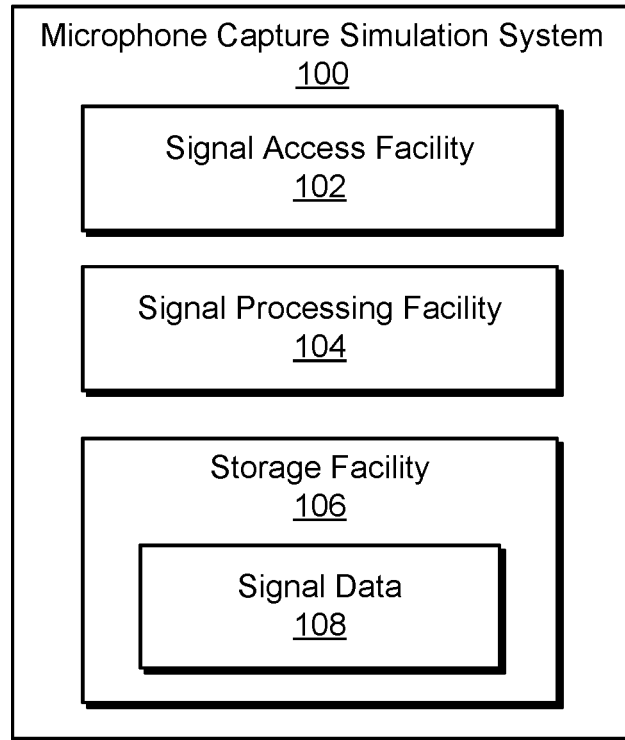 Microphone Capture Simulation System
100
Signal Access Facility
102
Signal Processing Facility
104
Storage Facility
106
Signal Data
108